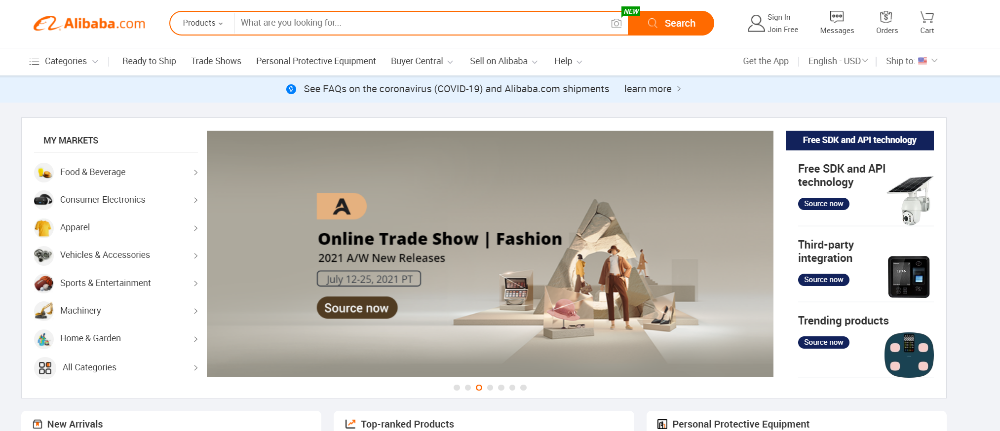 Alibaba.com
Products
What are you looking for...
NEW
Search
Sign In
Join Free
Messages
Orders
Cart
Categories
Ready to Ship
Trade Shows
Personal Protective Equipment
Buyer Central
Sell on Alibaba
Help
Get the App
English - USD
Ship to:
See FAQs on the coronavirus (COVID-19) and Alibaba.com shipments
learn more
MY MARKETS
Food & Beverage
Consumer Electronics
Apparel
Vehicles & Accessories
Sports & Entertainment
Machinery
Home & Garden
All Categories
Online Trade Show | Fashion
2021 A/W New Releases
July 12-25, 2021 PT
Source now
Free SDK and API technology
Free SDK and API
technology
Source now
Third-party
integration
Source now
18:46
Trending products
Source now
New Arrivals
Top-ranked Products
Personal Protective Equipment